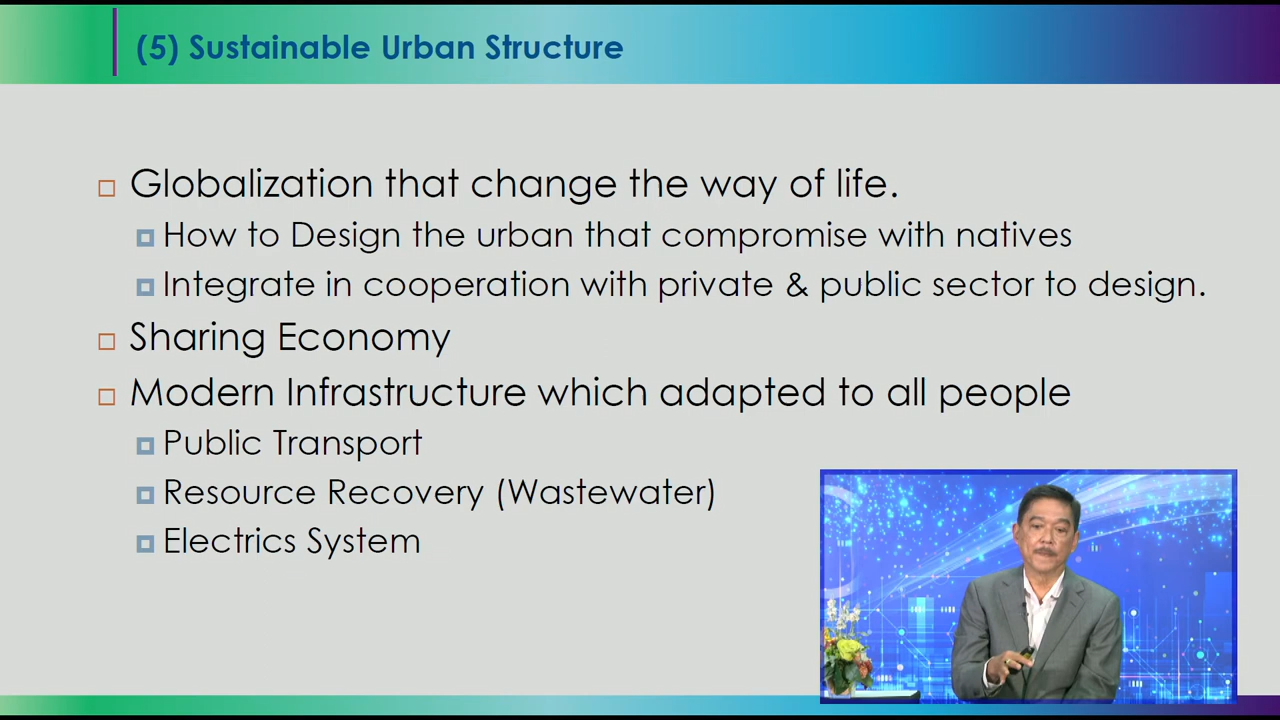 (5) Sustainable Urban Structure
Globalization that change the way of life.
How to Design the urban that compromise with natives
Integrate in cooperation with private & public sector to design.
Sharing Economy
Modern Infrastructure which adapted to all people
Public Transport
Resource Recovery (Wastewater)
Electrics System